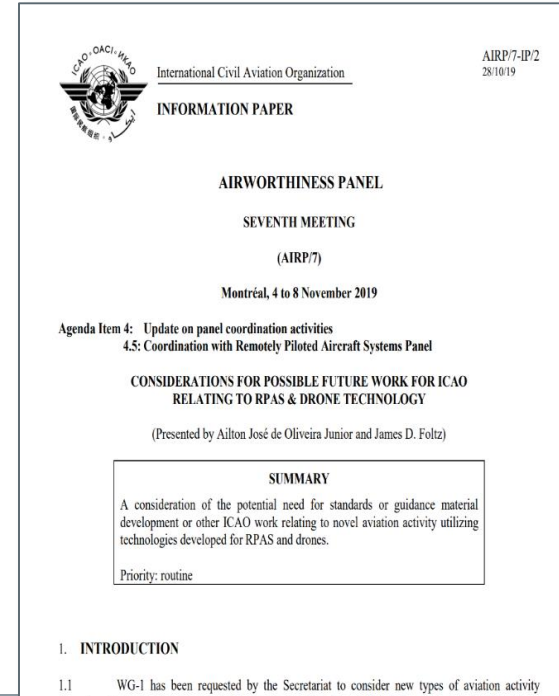 ICAO · OACI · ИКАО
AIRP/7-IP/2
28/10/19
International Civil Aviation Organization
INFORMATION PAPER
AIRWORTHINESS PANEL
SEVENTH MEETING
(AIRP/7)
Montréal, 4 to 8 November 2019
Agenda Item 4: Update on panel coordination activities
4.5: Coordination with Remotely Piloted Aircraft Systems Panel
CONSIDERATIONS FOR POSSIBLE FUTURE WORK FOR ICAO
RELATING TO RPAS & DRONE TECHNOLOGY
(Presented by Ailton José de Oliveira Junior and James D. Foltz)
SUMMARY
A consideration of the potential need for standards or guidance material
development or other ICAO work relating to novel aviation activity utilizing
technologies developed for RPAS and drones.
Priority: routine
1. INTRODUCTION
1.1 WG-1 has been requested by the Secretariat to consider new types of aviation activity